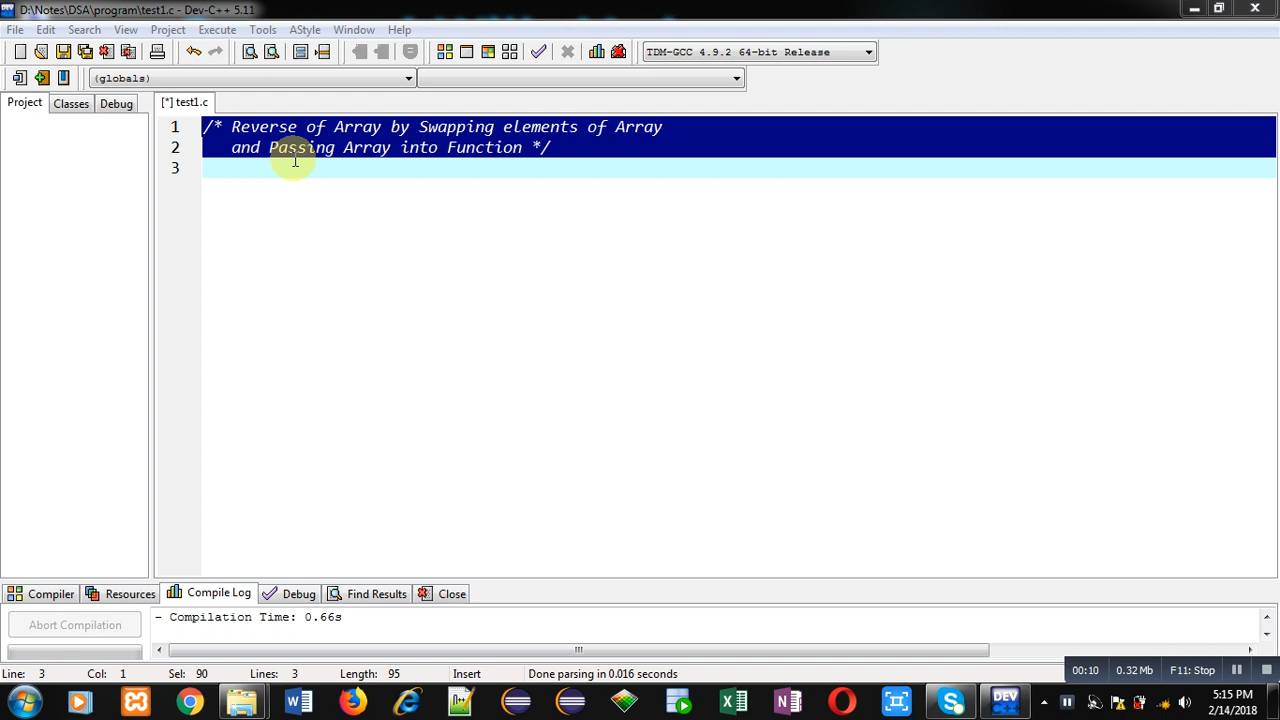 D:\Notes\DSA\program\test1.c - Dev-C++ 5.11
File Edit Search View Project Execute Tools AStyle Window Help
TDM-GCC 4.9.2 64-bit Release
(globals)
Project Classes Debug
[*] test1.c
1 /* Reverse of Array by Swapping elements of Array
2 and Passing Array into Function */
3
Compiler Resources Compile Log Debug Find Results Close
- Compilation Time: 0.66s
Abort Compilation
Line: 3 Col: 1 Sel: 90 Lines: 3 Length: 95 Insert Done parsing in 0.016 seconds
00:10 0.32 Mb F11: Stop
DEV
5:15 PM
2/14/2018